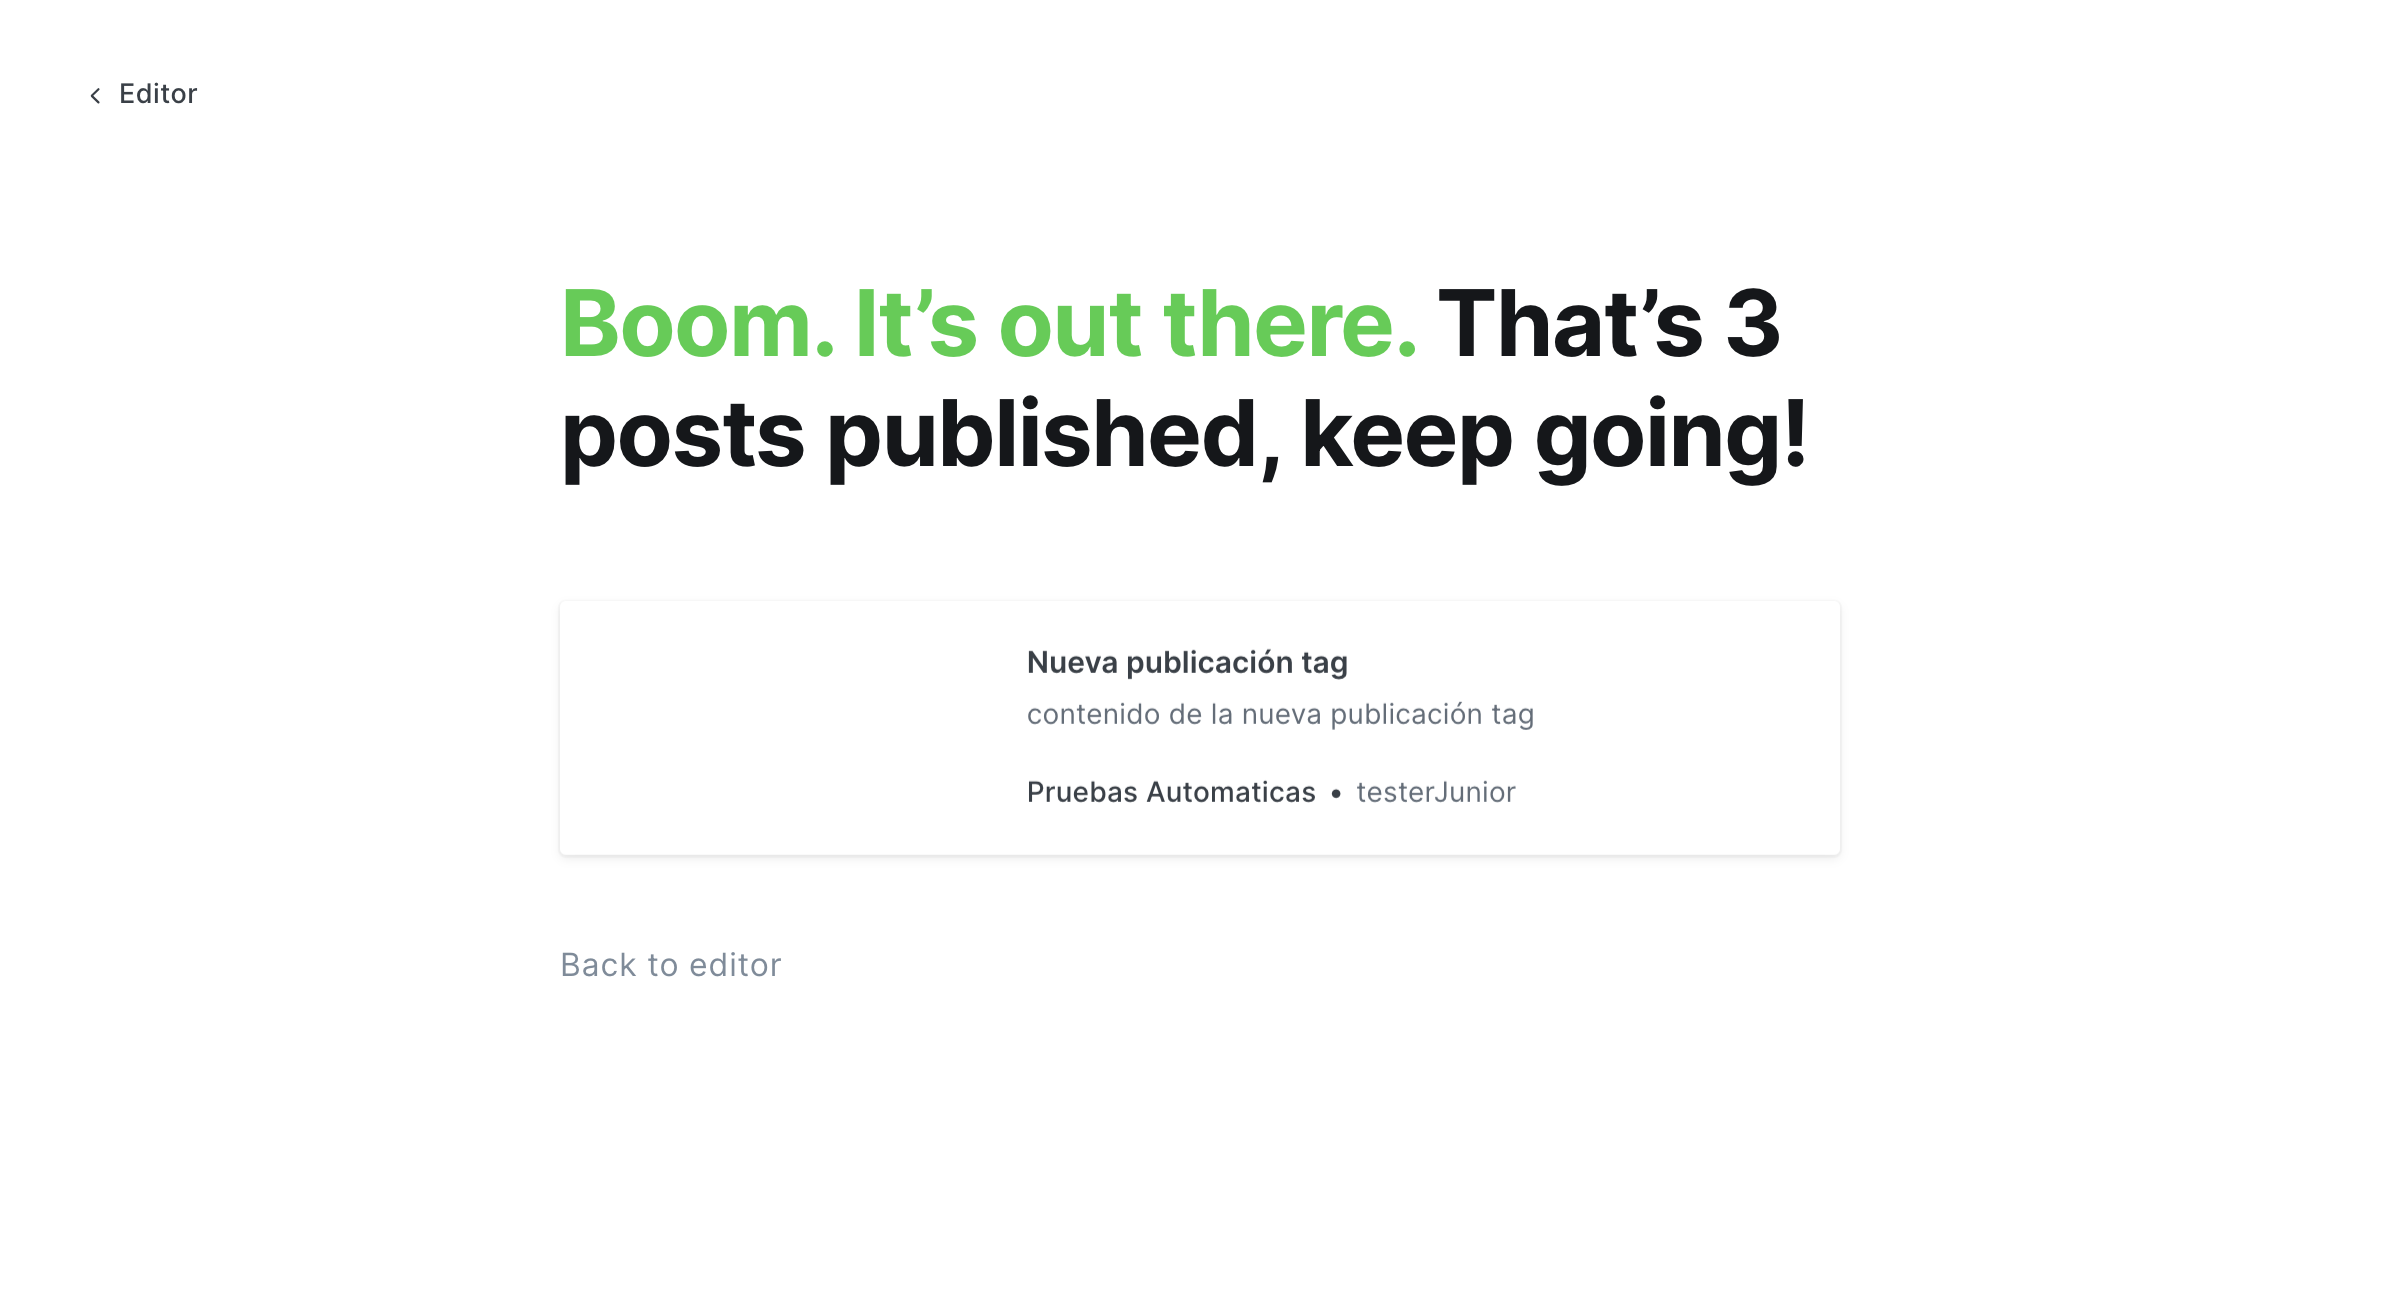 Editor
Boom. It’s out there. That’s 3
posts published, keep going!
Nueva publicación tag
contenido de la nueva publicación tag
Pruebas Automaticas • testerJunior
Back to editor